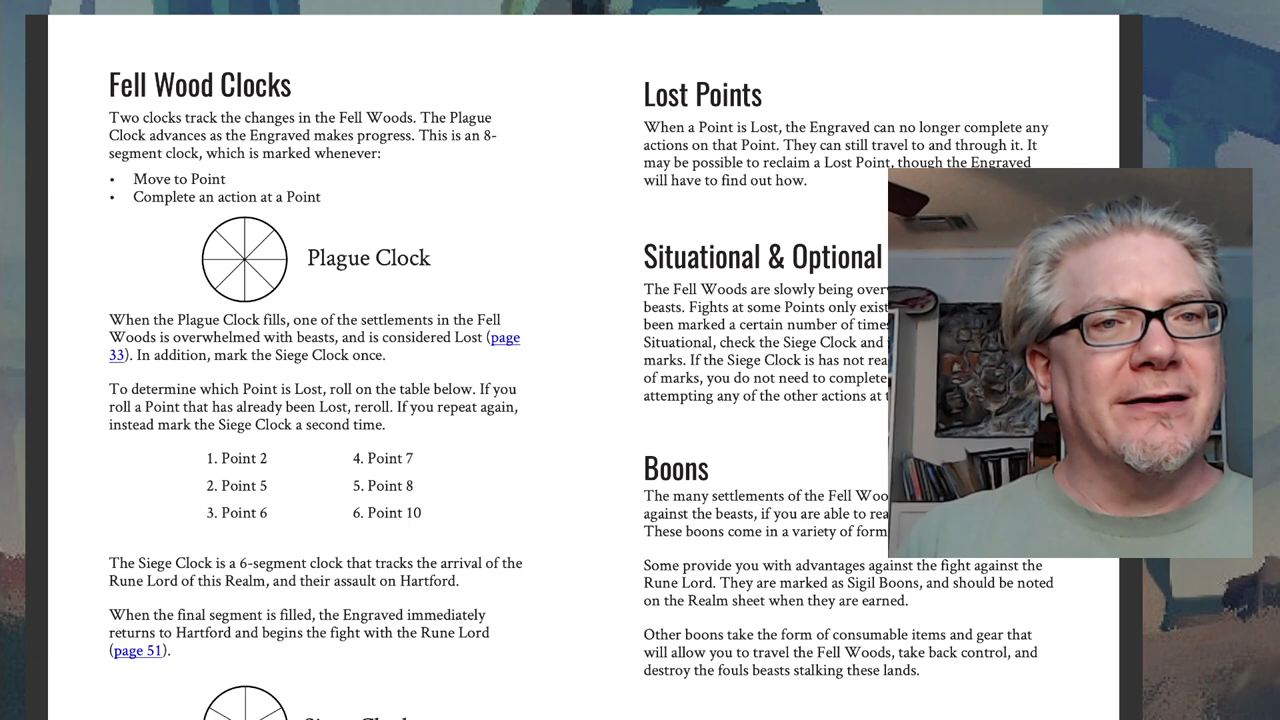 Fell Wood Clocks
Two clocks track the changes in the Fell Woods. The Plague
Clock advances as the Engraved makes progress. This is an 8-
segment clock, which is marked whenever:
• Move to Point
• Complete an action at a Point
Plague Clock
When the Plague Clock fills, one of the settlements in the Fell
Woods is overwhelmed with beasts, and is considered Lost (page
33). In addition, mark the Siege Clock once.
To determine which Point is Lost, roll on the table below. If you
roll a Point that has already been Lost, reroll. If you repeat again,
instead mark the Siege Clock a second time.
1. Point 2 4. Point 7
2. Point 5 5. Point 8
3. Point 6 6. Point 10
The Siege Clock is a 6-segment clock that tracks the arrival of the
Rune Lord of this Realm, and their assault on Hartford.
When the final segment is filled, the Engraved immediately
returns to Hartford and begins the fight with the Rune Lord
(page 51).
Lost Points
When a Point is Lost, the Engraved can no longer complete any
actions on that Point. They can still travel to and through it. It
may be possible to reclaim a Lost Point, though the Engraved
will have to find out how.
Situational & Optional
The Fell Woods are slowly being
beasts. Fights at some Points only
been marked a certain number of
Situational, check the Siege Clock and
marks. If the Siege Clock is has not
of marks, you do not need to complete
attempting any of the other actions at
Boons
The many settlements of the Fell
against the beasts, if you are able to
These boons come in a variety of
Some provide you with advantages against the fight against the
Rune Lord. They are marked as Sigil Boons, and should be noted
on the Realm sheet when they are earned.
Other boons take the form of consumable items and gear that
will allow you to travel the Fell Woods, take back control, and
destroy the fouls beasts stalking these lands.